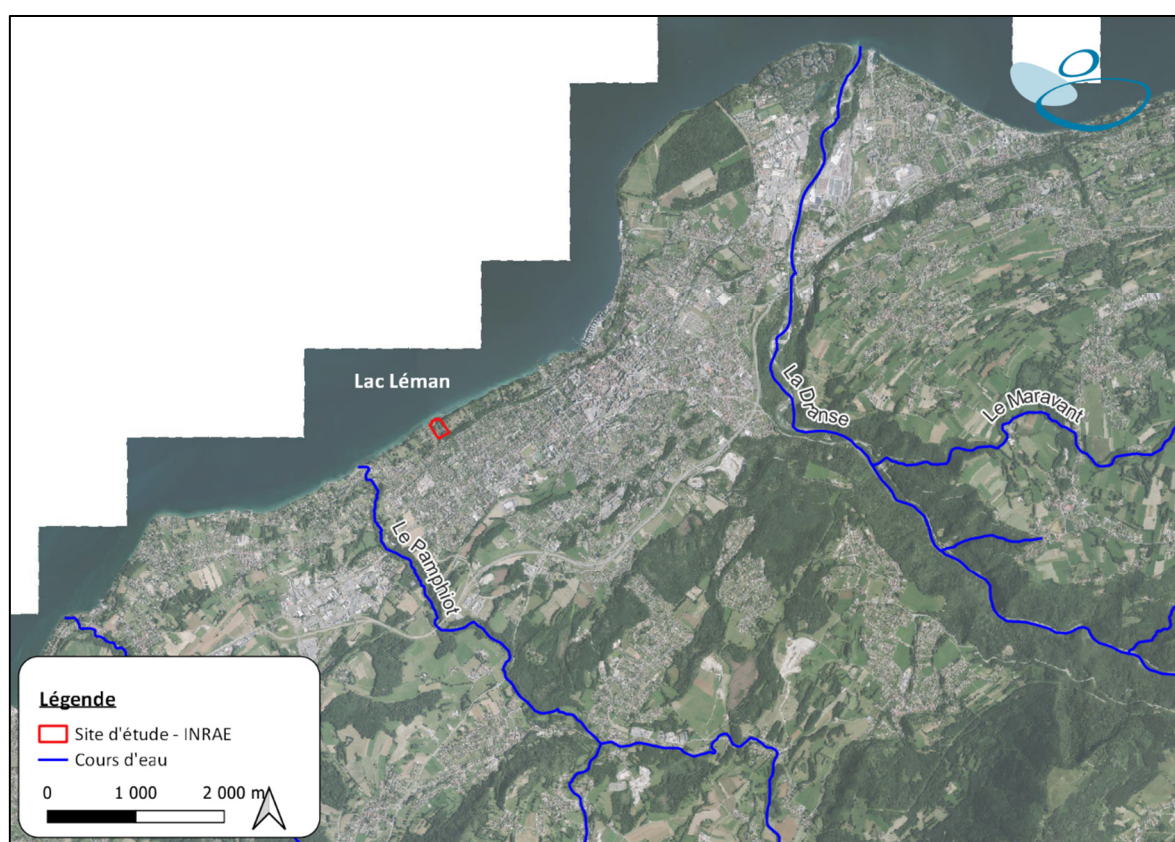 Lac Léman
La Dranse
Le Maravant
Le Pamphiot
Légende
Site d'étude - INRAE
Cours d'eau
0 1 000 2 000 m